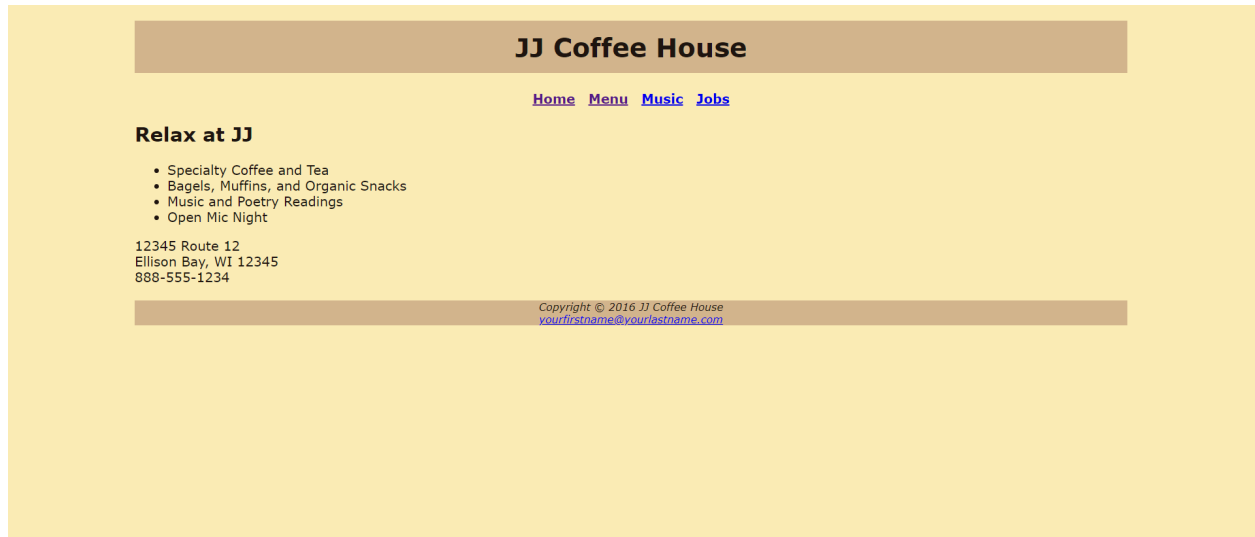 JJ Coffee House
Home Menu Music Jobs
Relax at JJ
• Specialty Coffee and Tea
• Bagels, Muffins, and Organic Snacks
• Music and Poetry Readings
• Open Mic Night
12345 Route 12
Ellison Bay, WI 12345
888-555-1234
Copyright © 2016 JJ Coffee House
yourfirstname@yourlastname.com